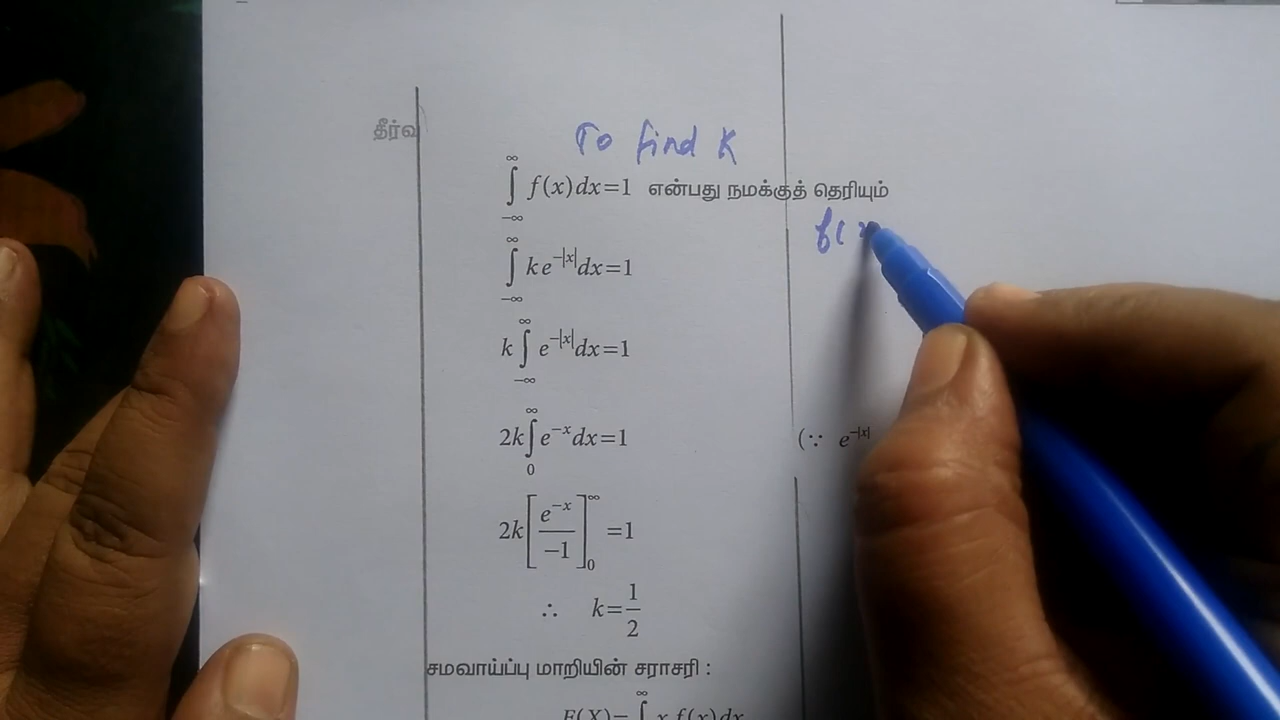 To find K
தீர்வு
∞∫−∞ f(x)dx=1 என்பது நமக்குத் தெரியும்
f(x
∞∫−∞ k e^−|x| dx=1
k ∞∫−∞ e^−|x| dx=1
2k ∞∫0 e^−x dx=1 (∵ e^−|x|
2k [e^−x / −1]∞0 =1
∴ k=1/2
சமவாய்ப்பு மாறியின் சராசரி :
E(X)= ∞∫ x f(x)dx